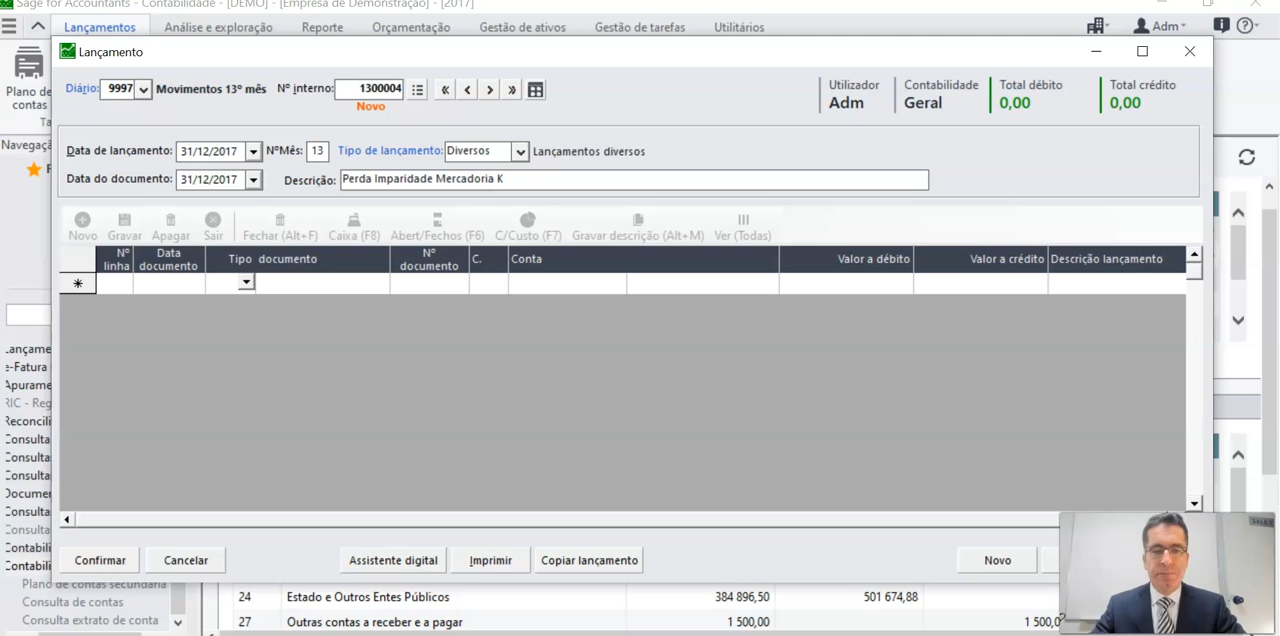 Sage for Accountants - Contabilidade - [DEMO] - [Empresa de Demonstração] - [2017]
Lançamentos Análise e exploração Reporte Orçamentação Gestão de ativos Gestão de tarefas Utilitários Adm
Lançamento
Plano de
contas
Diário: 9997 Movimentos 13º mês Nº interno: 1300004
Novo
Utilizador Contabilidade Total débito Total crédito
Adm Geral 0,00 0,00
Data de lançamento: 31/12/2017 NºMês: 13 Tipo de lançamento: Diversos Lançamentos diversos
Data do documento: 31/12/2017 Descrição: Perda Imparidade Mercadoria K
Novo Gravar Apagar Sair Fechar (Alt+F) Caixa (F8) Abert/Fechos (F6) C/Custo (F7) Gravar descrição (Alt+M) Ver (Todas)
Nº linha Data documento Tipo documento Nº documento C. Conta Valor a débito Valor a crédito Descrição lançamento
e-Fatura
RIC - Reg
Consulta
Consulta
Consulta
Consulta
Consulta
Confirmar Cancelar Assistente digital Imprimir Copiar lançamento Novo
Plano de contas secundária
Consulta de contas
Consulta extrato de conta
24 Estado e Outros Entes Públicos 384 896,50 501 674,88
27 Outras contas a receber e a pagar 1 500,00